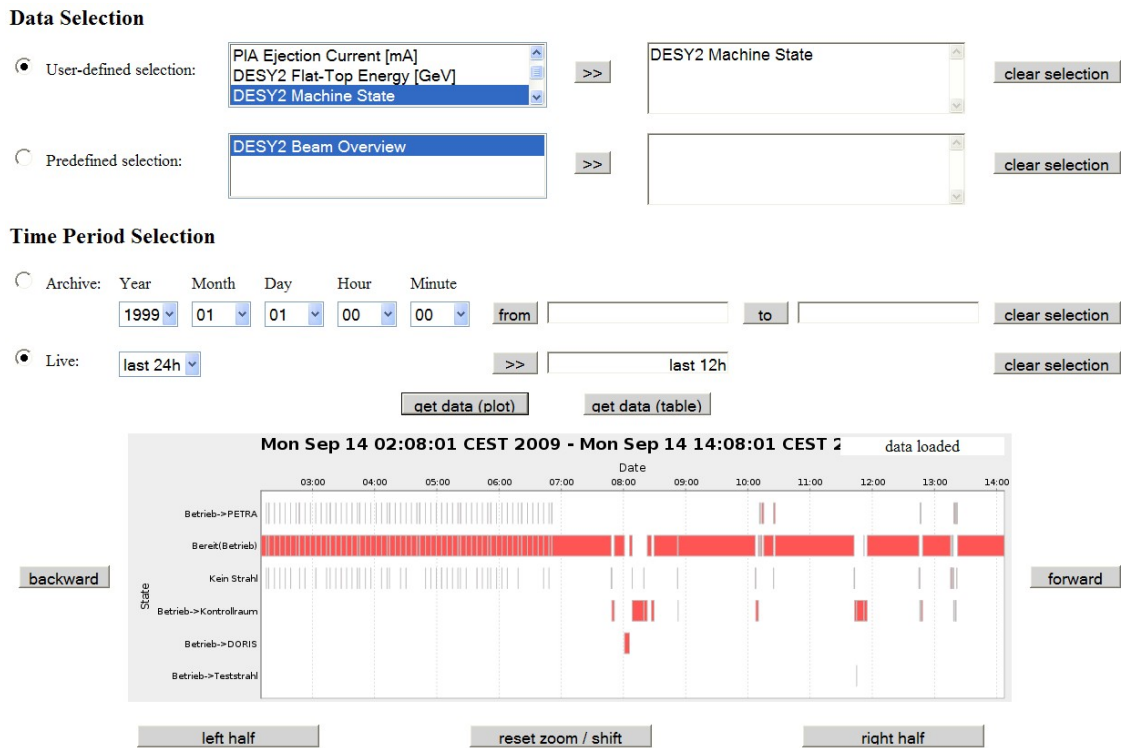 Data Selection
User-defined selection:
PIA Ejection Current [mA]
DESY2 Flat-Top Energy [GeV]
DESY2 Machine State
>>
DESY2 Machine State
clear selection
Predefined selection:
DESY2 Beam Overview
>>
clear selection
Time Period Selection
Archive: Year Month Day Hour Minute
1999 01 01 00 00 from to clear selection
Live: last 24h >> last 12h clear selection
get data (plot) get data (table)
Mon Sep 14 02:08:01 CEST 2009 - Mon Sep 14 14:08:01 CEST 2 data loaded
Date
03:00 04:00 05:00 06:00 07:00 08:00 09:00 10:00 11:00 12:00 13:00 14:00
Betrieb->PETRA
Bereit(Betrieb)
Kein Strahl
Betrieb->Kontrollraum
Betrieb->DORIS
Betrieb->Teststrahl
State
backward
forward
left half reset zoom / shift right half